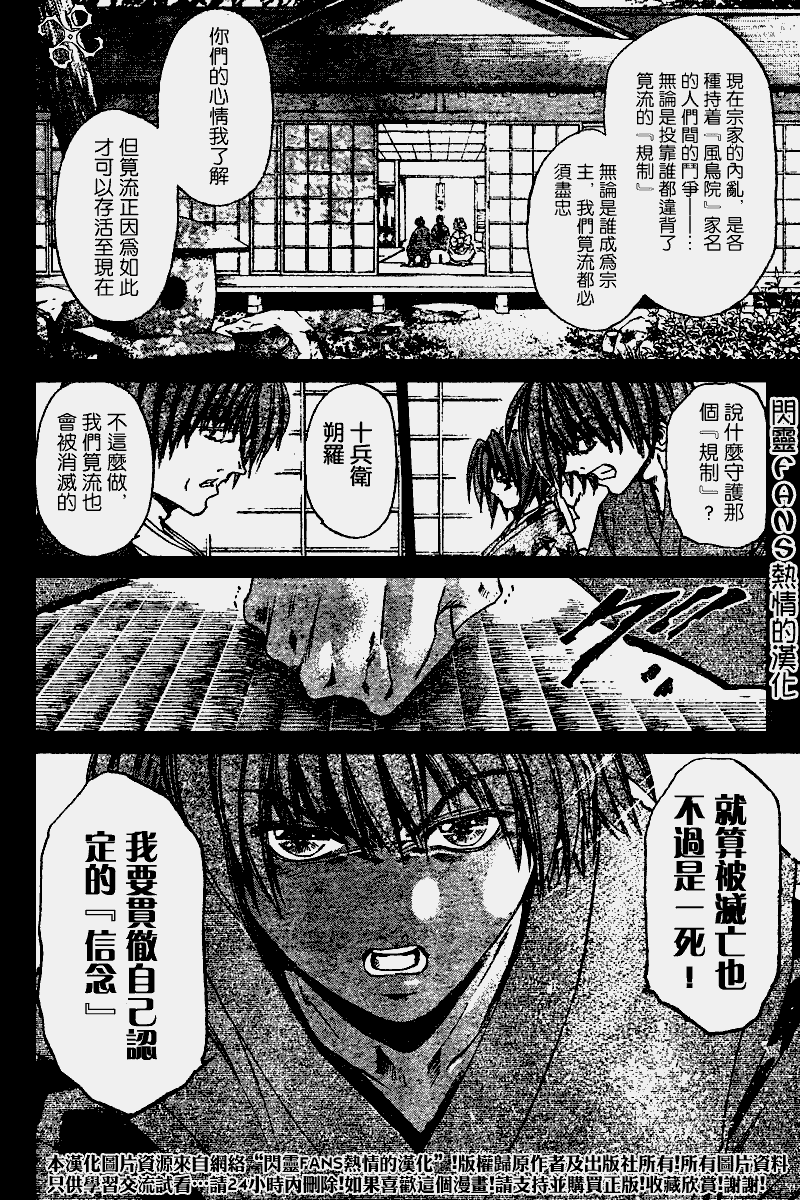 現在宗家的內亂，是各
種持着『風鳥院』家名
的人們間的鬥爭——…
無論是投靠誰都違背了
筧流的『規制』
無論是誰成為宗
主，我們筧流都必
須盡忠
你們的心情我了解
但筧流正因為如此
才可以存活至現在
說什麼守護那
個『規制』？
十兵衛
朔羅
不這麼做，
我們筧流也
會被消滅的
就算被滅亡也
不過是一死！
我要貫徹自己認
定的『信念』
閃靈FANS熱情的漢化
本漢化圖片資源來自網絡“閃靈FANS熱情的漢化”!版權歸原作者及出版社所有!所有圖片資料
只供學習交流試看…請24小時內刪除!如果喜歡這個漫畫!請支持並購買正版!收藏欣賞!謝謝!